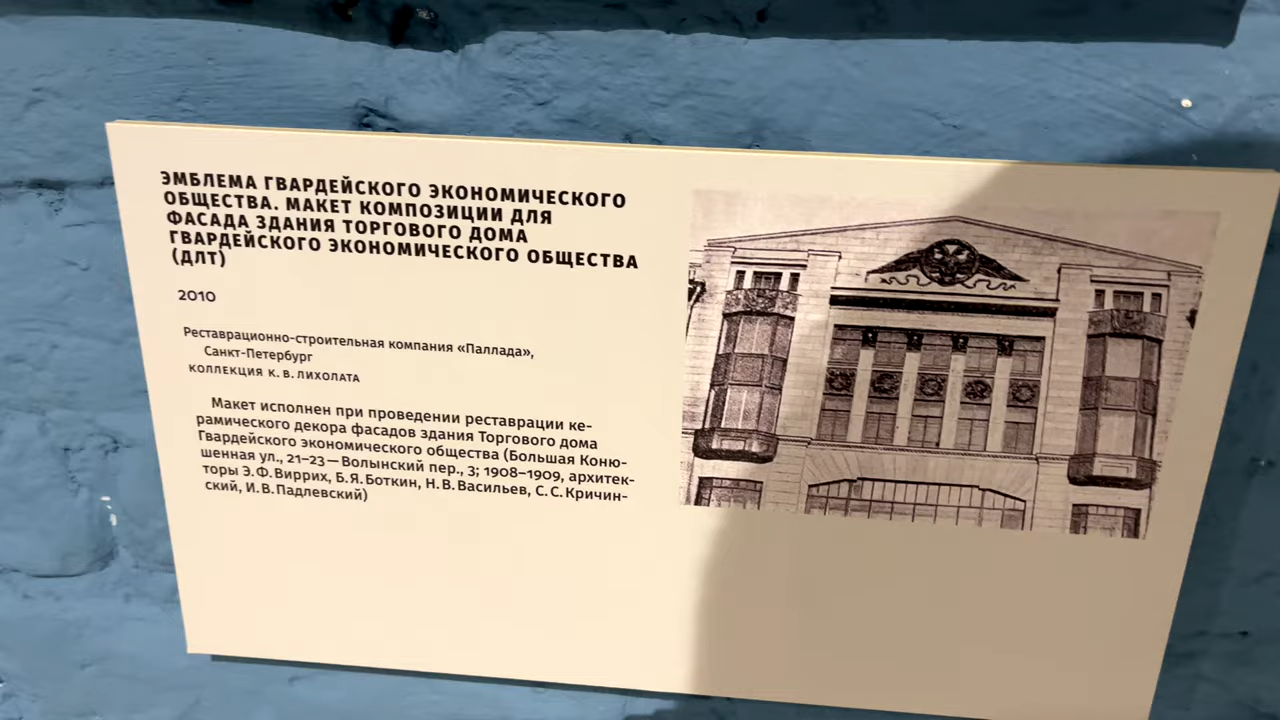 ЭМБЛЕМА ГВАРДЕЙСКОГО ЭКОНОМИЧЕСКОГО
ОБЩЕСТВА. МАКЕТ КОМПОЗИЦИИ ДЛЯ
ФАСАДА ЗДАНИЯ ТОРГОВОГО ДОМА
ГВАРДЕЙСКОГО ЭКОНОМИЧЕСКОГО ОБЩЕСТВА
(ДЛТ)
2010
Реставрационно-строительная компания «Паллада»,
Санкт-Петербург
КОЛЛЕКЦИЯ К. В. ЛИХОЛАТА
Макет исполнен при проведении реставрации ке-
рамического декора фасадов здания Торгового дома
Гвардейского экономического общества (Большая Коню-
шенная ул., 21–23 — Волынский пер., 3; 1908–1909, архитек-
торы Э. Ф. Виррих, Б. Я. Боткин, Н. В. Васильев, С. С. Кричин-
ский, И. В. Падлевский)